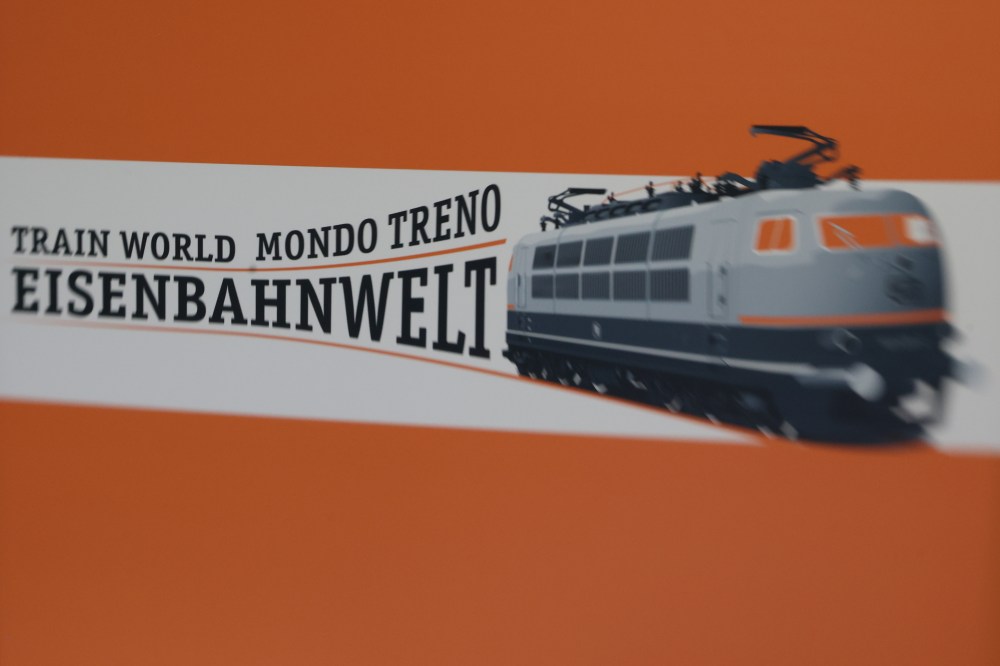 TRAIN WORLD MONDO TRENO
EISENBAHNWELT